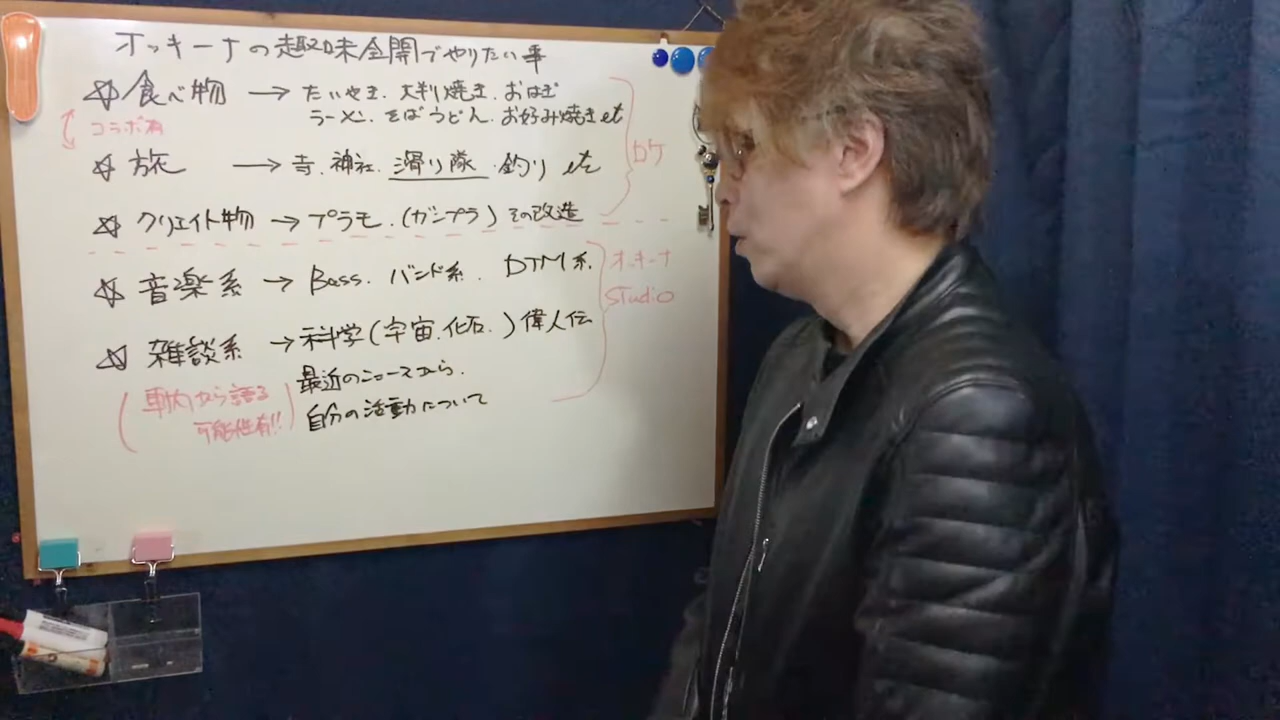 オッキーナの趣味全開でやりたい事
☆食べ物 → たいやき.大判焼き.おはぎ
ラーメン.そばうどん.お好み焼きet
コラボ有
☆旅 → 寺.神社.滑り隊.釣り etc
ロケ
☆クリエイト物 → プラモ.(ガンプラ)その改造
☆音楽系 → Bass. バンド系. DTM系.
オッキーナ
STudio
☆雑談系 → 科学(宇宙.化石.)偉人伝
最近のニュースから.
自分の活動について
(車内から語る
可能性有!!)